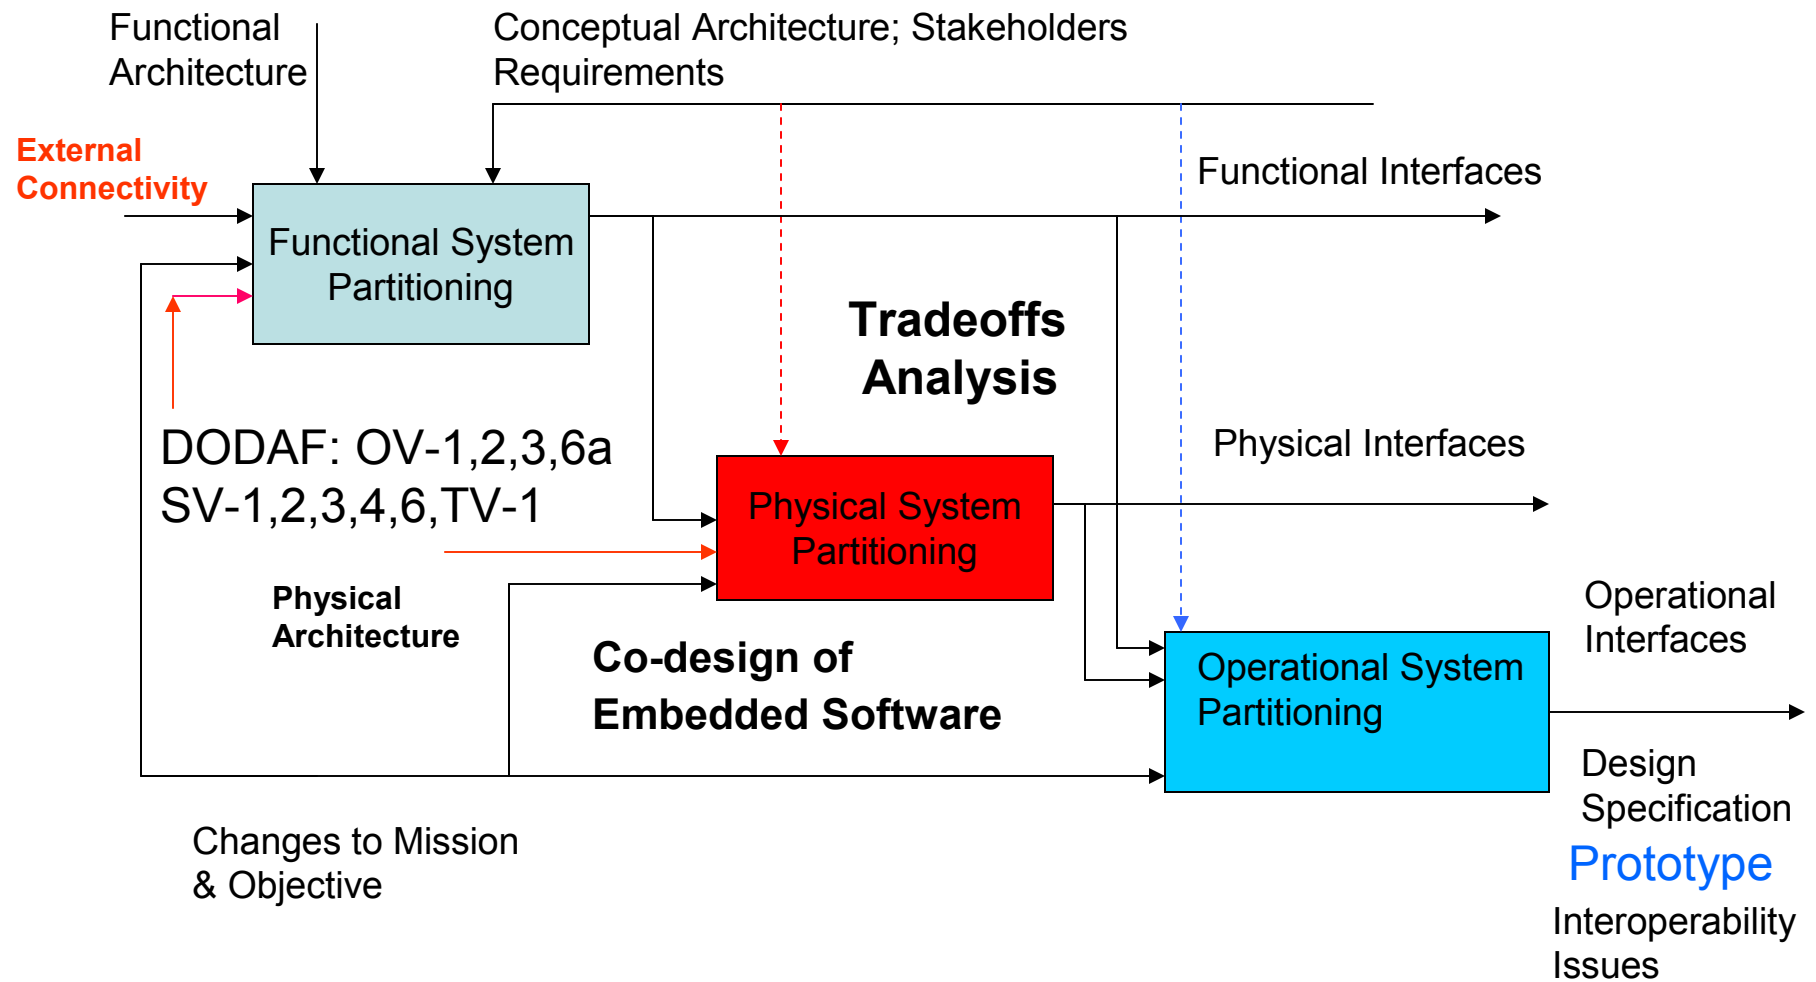 Functional
Architecture
Conceptual Architecture; Stakeholders
Requirements
External
Connectivity
Functional Interfaces
Functional System
Partitioning
Tradeoffs
Analysis
DODAF: OV-1,2,3,6a
SV-1,2,3,4,6,TV-1
Physical Interfaces
Physical System
Partitioning
Physical
Architecture
Operational
Interfaces
Co-design of
Embedded Software
Operational System
Partitioning
Design
Specification
Changes to Mission
& Objective
Prototype
Interoperability
Issues